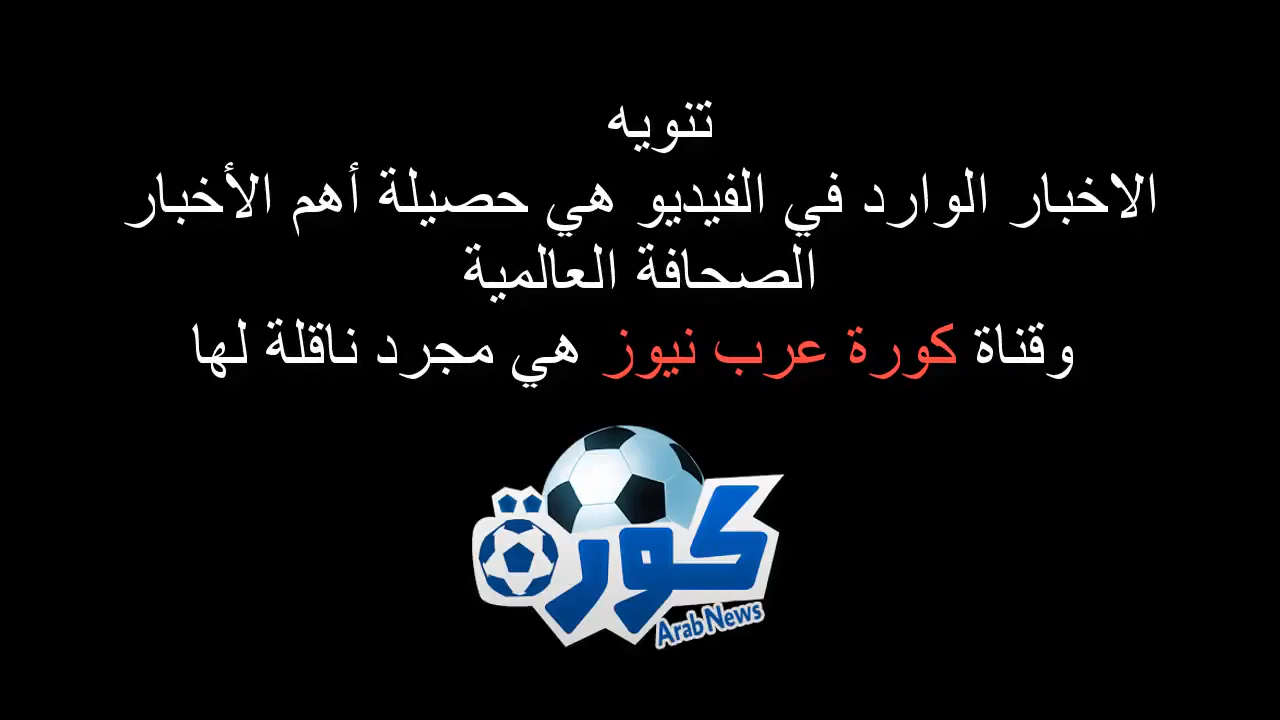 تنويه
الاخبار الوارد في الفيديو هي حصيلة أهم الأخبار
الصحافة العالمية
وقناة كورة عرب نيوز هي مجرد ناقلة لها
كورة
Arab News